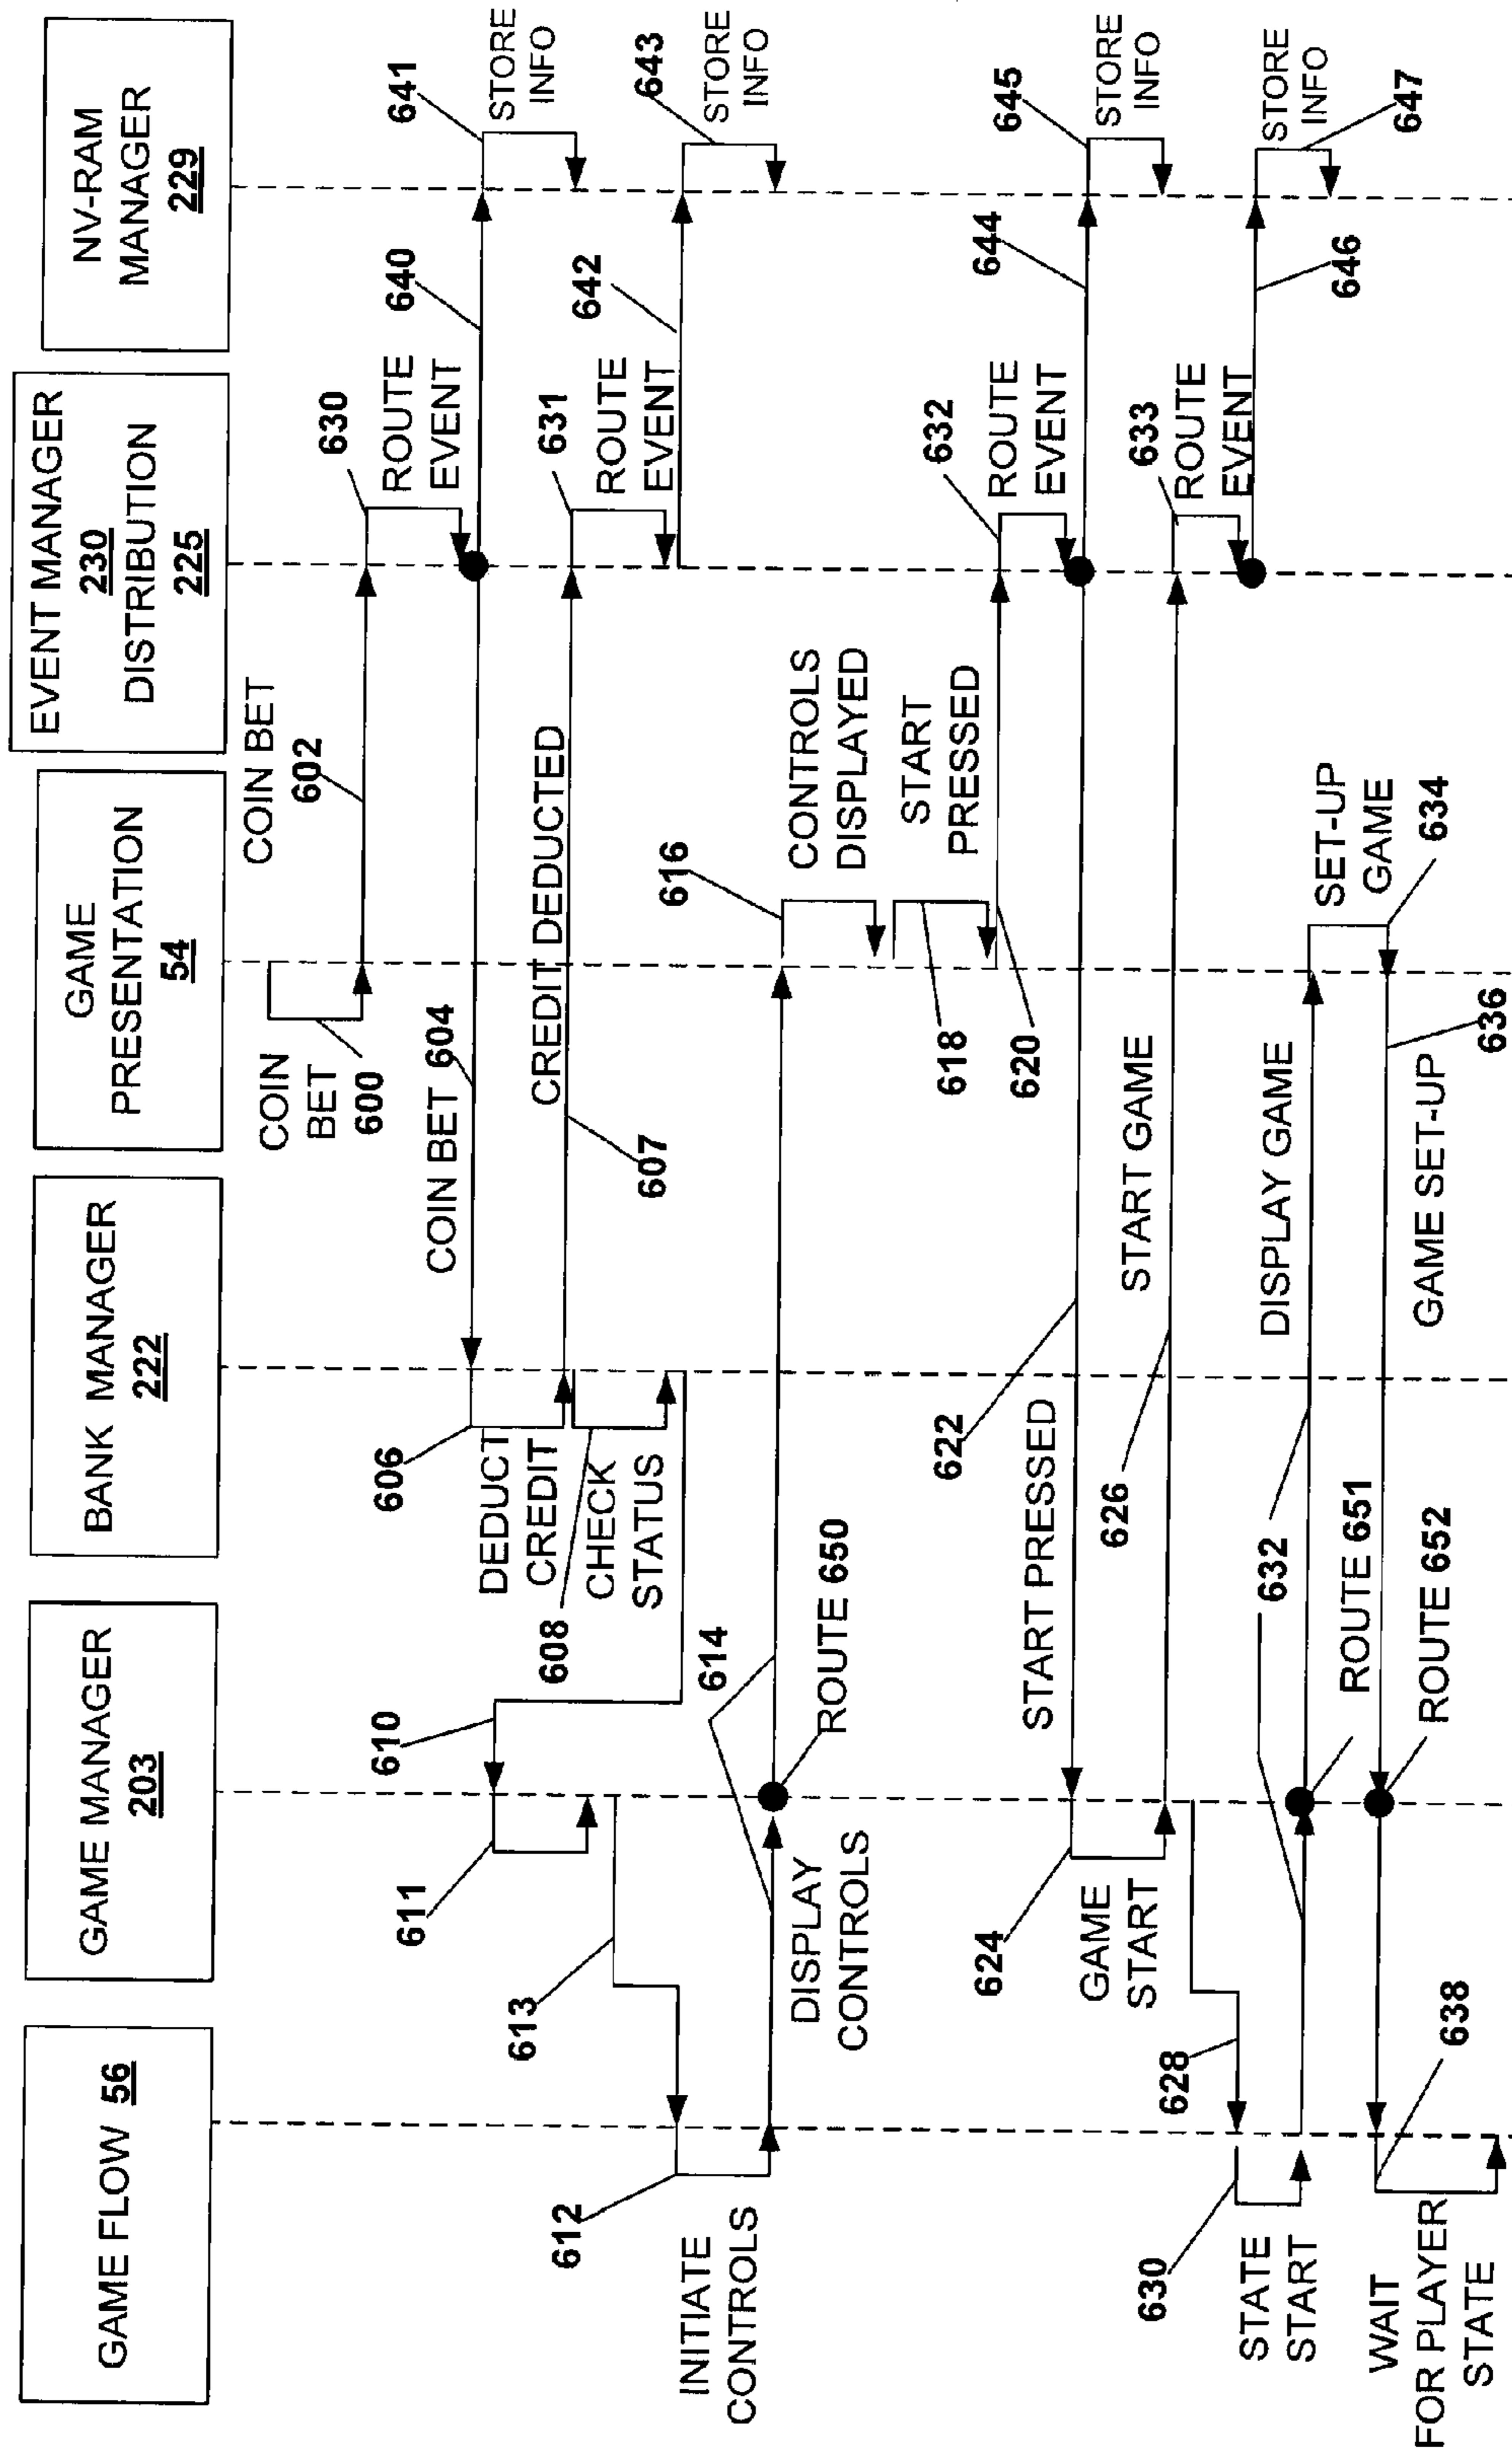 GAME FLOW 56
GAME MANAGER
203
BANK MANAGER
222
GAME
PRESENTATION
54
EVENT MANAGER
230
DISTRIBUTION
225
NV-RAM
MANAGER
229
COIN
BET
600
COIN BET
602
630
ROUTE
EVENT
COIN BET 604
640
641
STORE
INFO
606
DEDUCT
CREDIT
CREDIT DEDUCTED
607
631
ROUTE
EVENT
642
643
STORE
INFO
608
CHECK
STATUS
610
611
613
612
INITIATE
CONTROLS
614
DISPLAY
CONTROLS
ROUTE 650
616
CONTROLS
DISPLAYED
618
START
PRESSED
620
632
ROUTE
EVENT
START PRESSED
622
644
645
STORE
INFO
624
GAME
START
START GAME
626
633
ROUTE
EVENT
646
647
STORE
INFO
628
630
STATE
START
632
DISPLAY GAME
ROUTE 651
SET-UP
GAME
634
636
GAME SET-UP
ROUTE 652
638
WAIT
FOR PLAYER
STATE